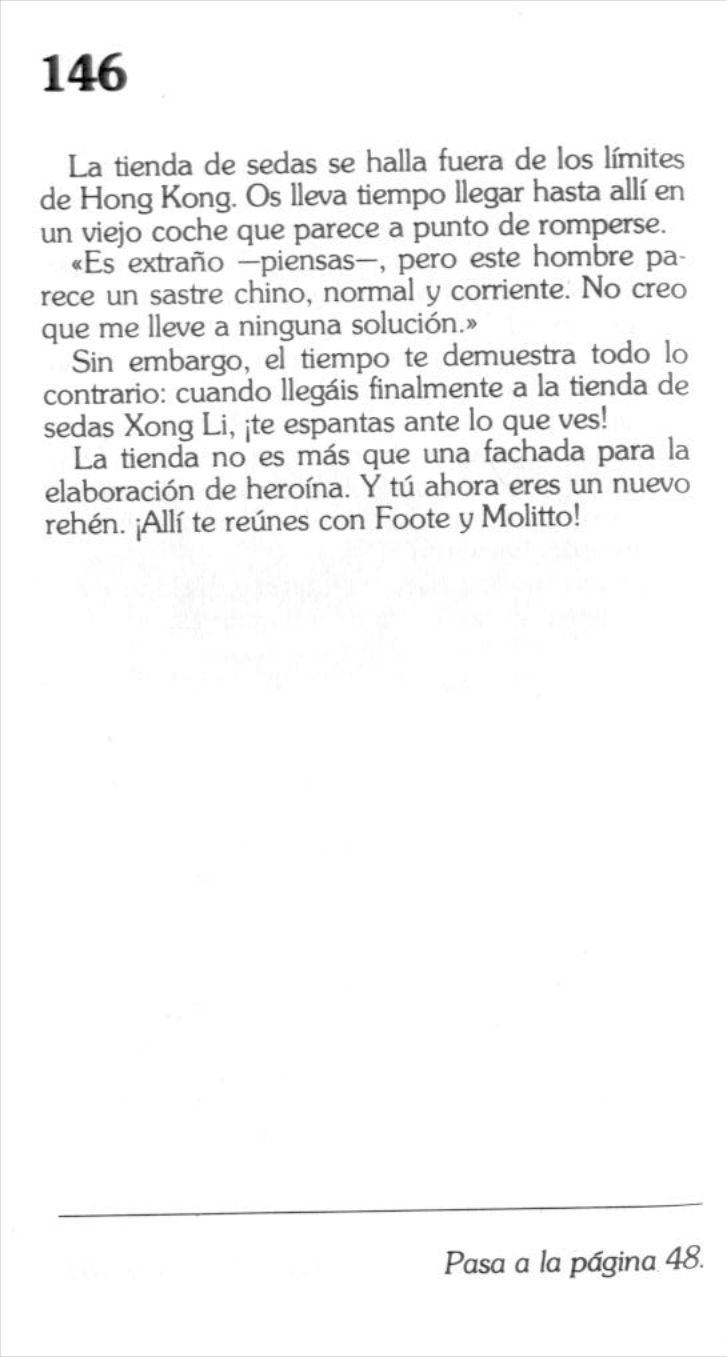 146
La tienda de sedas se halla fuera de los límites
de Hong Kong. Os lleva tiempo llegar hasta allí en
un viejo coche que parece a punto de romperse.
«Es extraño —piensas—, pero este hombre pa-
rece un sastre chino, normal y corriente. No creo
que me lleve a ninguna solución.»
Sin embargo, el tiempo te demuestra todo lo
contrario: cuando llegáis finalmente a la tienda de
sedas Xong Li, ¡te espantas ante lo que ves!
La tienda no es más que una fachada para la
elaboración de heroína. Y tú ahora eres un nuevo
rehén. ¡Allí te reúnes con Foote y Molitto!
Pasa a la página 48.